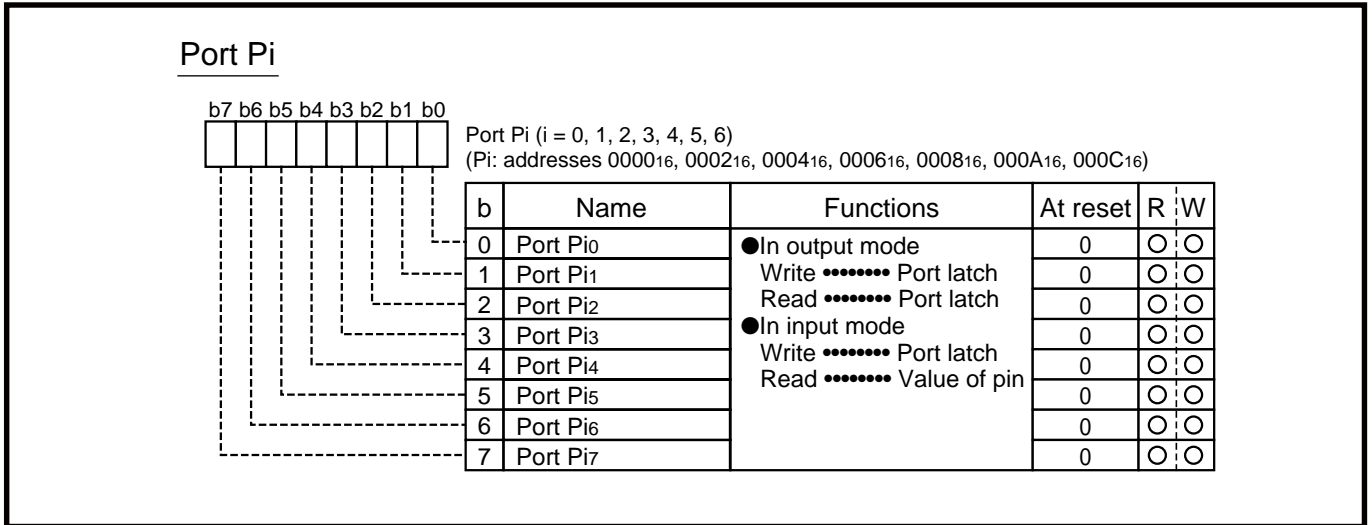 Port Pi
b7 b6 b5 b4 b3 b2 b1 b0
Port Pi (i = 0, 1, 2, 3, 4, 5, 6)
(Pi: addresses 0000₁₆, 0002₁₆, 0004₁₆, 0006₁₆, 0008₁₆, 000A₁₆, 000C₁₆)
b Name Functions At reset R W
0 Port Pi₀ ●In output mode 0 ○ ○
1 Port Pi₁ Write •••••••• Port latch 0 ○ ○
2 Port Pi₂ Read •••••••• Port latch 0 ○ ○
3 Port Pi₃ ●In input mode 0 ○ ○
4 Port Pi₄ Write •••••••• Port latch 0 ○ ○
5 Port Pi₅ Read •••••••• Value of pin 0 ○ ○
6 Port Pi₆ 0 ○ ○
7 Port Pi₇ 0 ○ ○